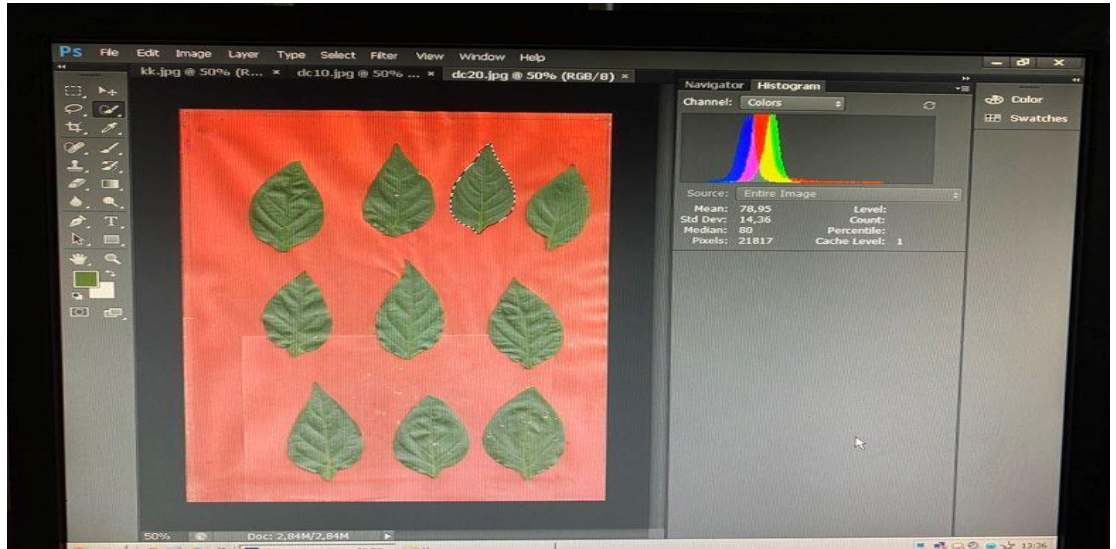 Ps File Edit Image Layer Type Select Filter View Window Help
kk.jpg @ 50% (R... × dc10.jpg @ 50% ... × dc20.jpg @ 50% (RGB/8) ×
Navigator Histogram
Channel: Colors
Source: Entire Image
Mean: 78,95 Level:
Std Dev: 14,36 Count:
Median: 80 Percentile:
Pixels: 21817 Cache Level: 1
Color
Swatches
T
50% Doc: 2,84M/2,84M
13:36